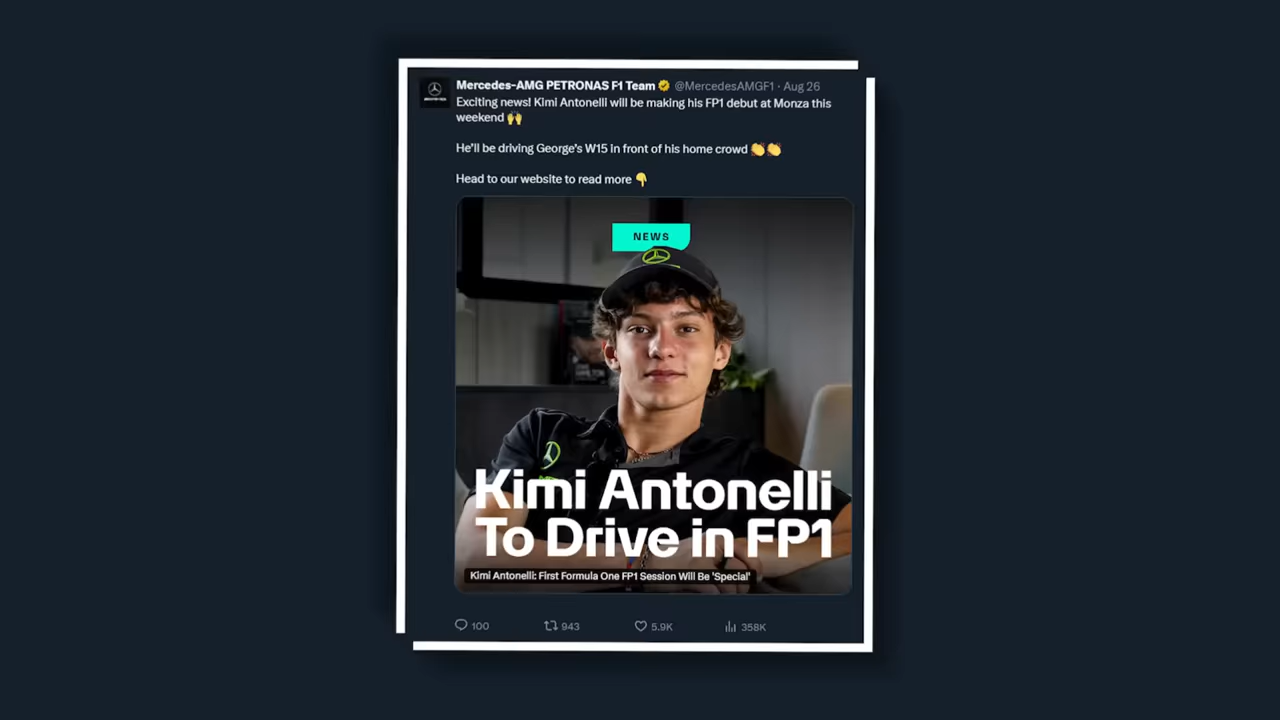 Mercedes-AMG PETRONAS F1 Team @MercedesAMGF1 · Aug 26
Exciting news! Kimi Antonelli will be making his FP1 debut at Monza this
weekend 🙌
He'll be driving George's W15 in front of his home crowd 👏👏
Head to our website to read more 👇
NEWS
Kimi Antonelli
To Drive in FP1
Kimi Antonelli: First Formula One FP1 Session Will Be 'Special'
100 943 5.9K 358K